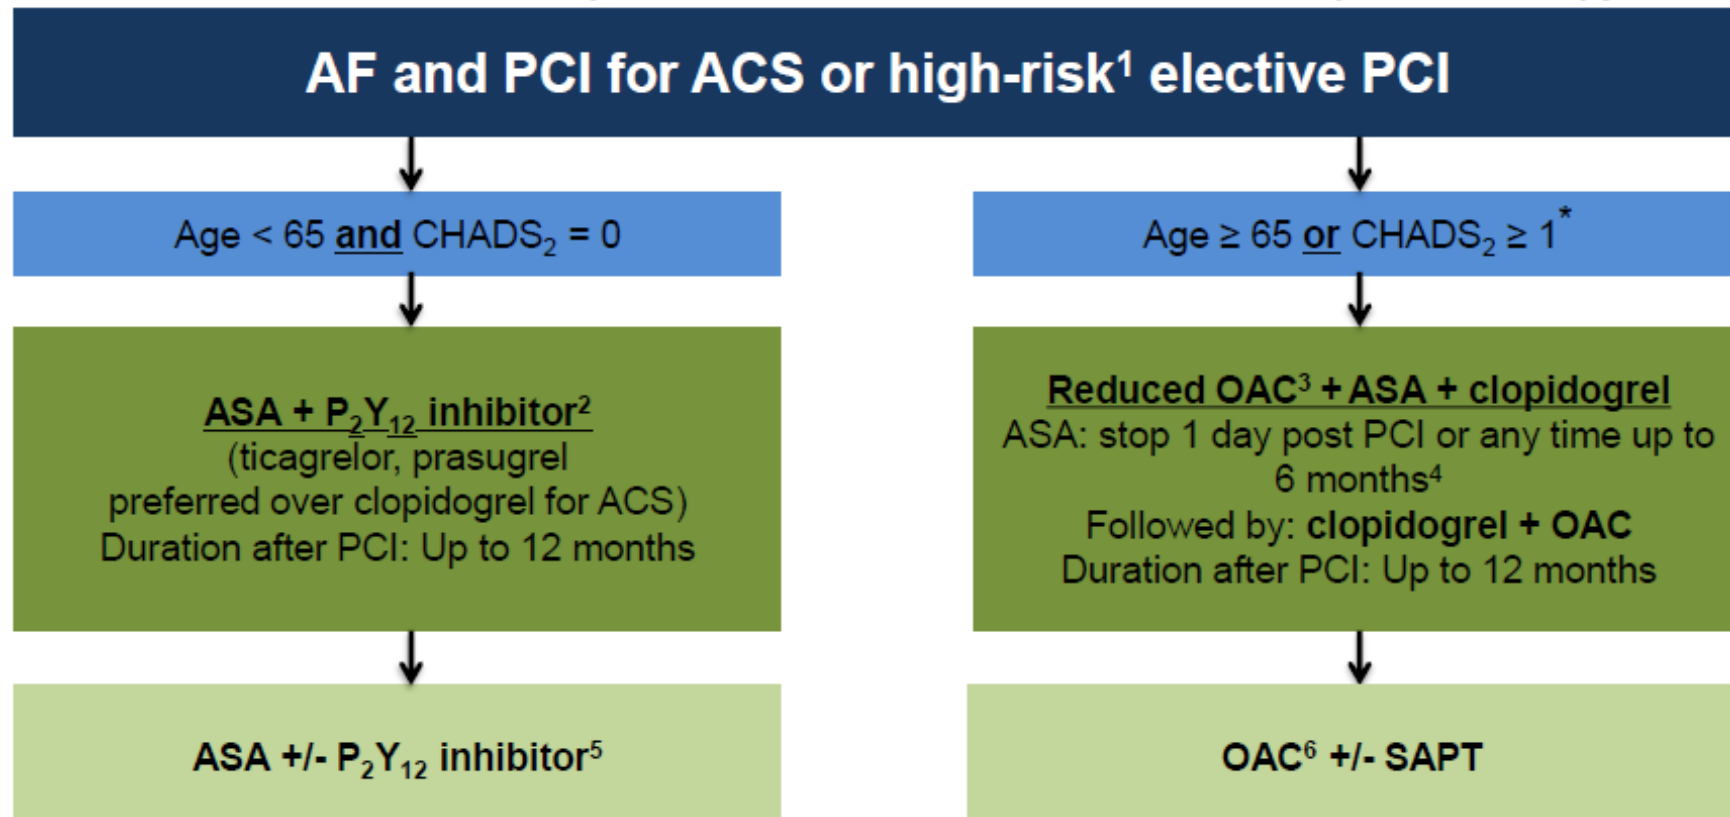 AF and PCI for ACS or high-risk¹ elective PCI
Age < 65 and CHADS₂ = 0
Age ≥ 65 or CHADS₂ ≥ 1*
ASA + P₂Y₁₂ inhibitor²
(ticagrelor, prasugrel
preferred over clopidogrel for ACS)
Duration after PCI: Up to 12 months
Reduced OAC³ + ASA + clopidogrel
ASA: stop 1 day post PCI or any time up to
6 months⁴
Followed by: clopidogrel + OAC
Duration after PCI: Up to 12 months
ASA +/- P₂Y₁₂ inhibitor⁵
OAC⁶ +/- SAPT